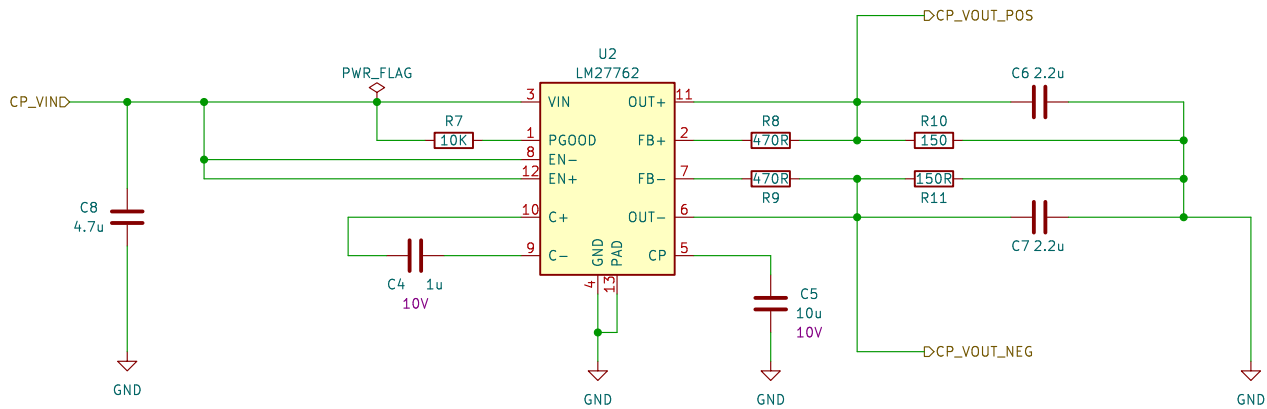 CP_VOUT_POS
U2
LM27762
PWR_FLAG
C6 2.2u
CP_VIN
3 VIN OUT+ 11
R7 R8 R10
10K 1 PGOOD FB+ 2 470R 150
8 EN-
12 EN+ FB- 7 470R 150R
R9 R11
C8
4.7u
10 C+ OUT- 6
C7 2.2u
9 C- GND PAD CP 5
C4 1u
10V
4 13
C5
10u
10V
CP_VOUT_NEG
GND GND GND GND